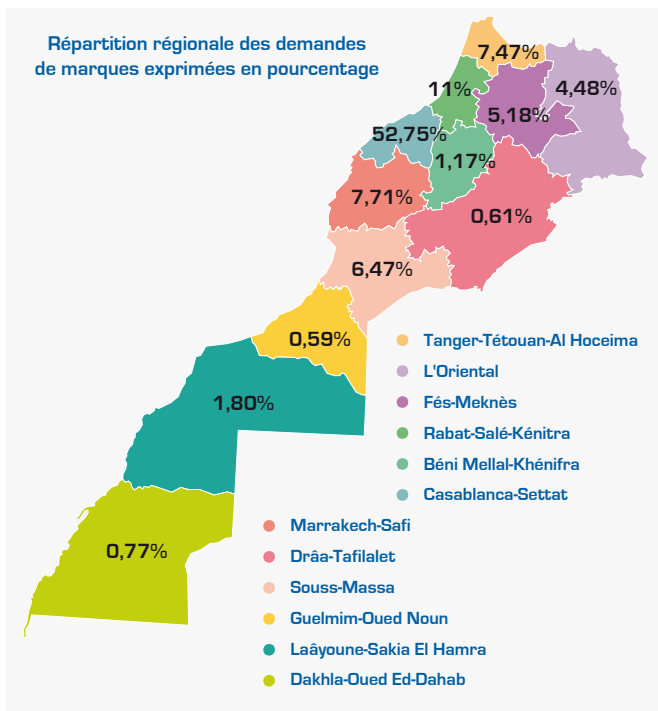 Répartition régionale des demandes
de marques exprimées en pourcentage
7,47%
4,48%
11%
5,18%
52,75%
1,17%
7,71%
0,61%
6,47%
0,59%
1,80%
0,77%
Tanger-Tétouan-Al Hoceima
L'Oriental
Fés-Meknès
Rabat-Salé-Kénitra
Béni Mellal-Khénifra
Casablanca-Settat
Marrakech-Safi
Drâa-Tafilalet
Souss-Massa
Guelmim-Oued Noun
Laâyoune-Sakia El Hamra
Dakhla-Oued Ed-Dahab